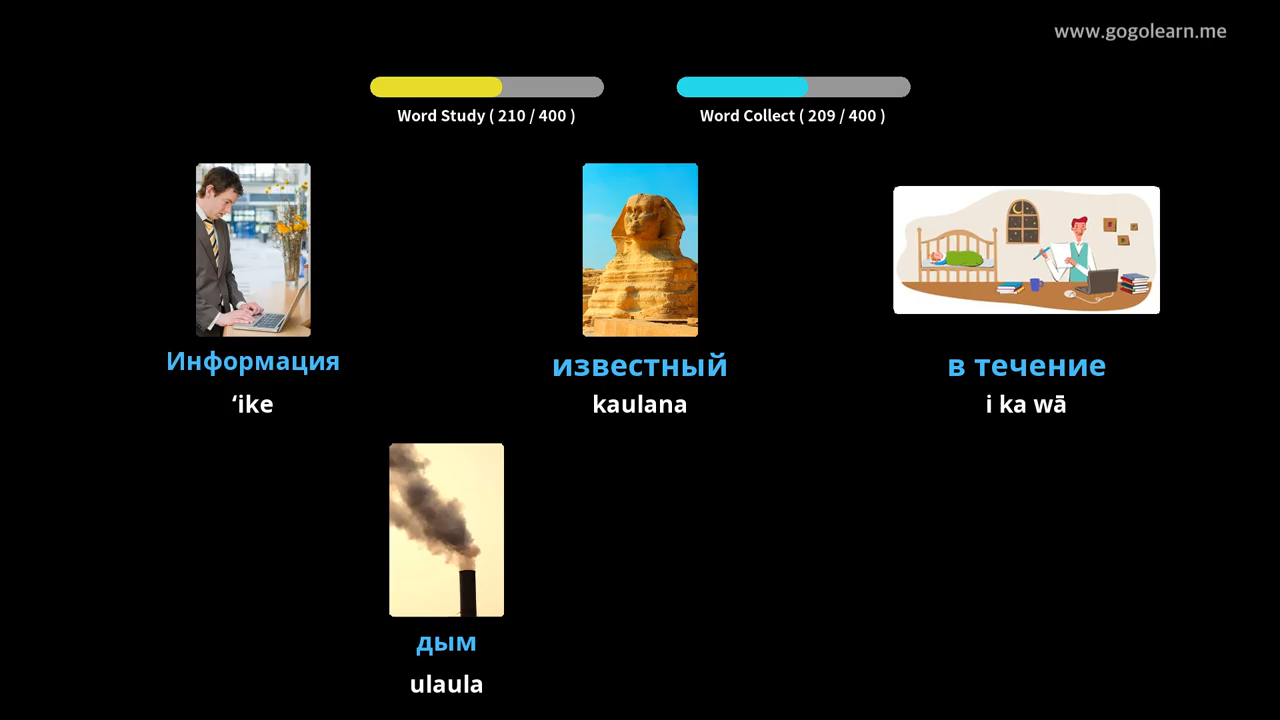 www.gogolearn.me
Word Study ( 210 / 400 )
Word Collect ( 209 / 400 )
Информация
известный
в течение
ʻike
kaulana
i ka wā
дым
ulaula